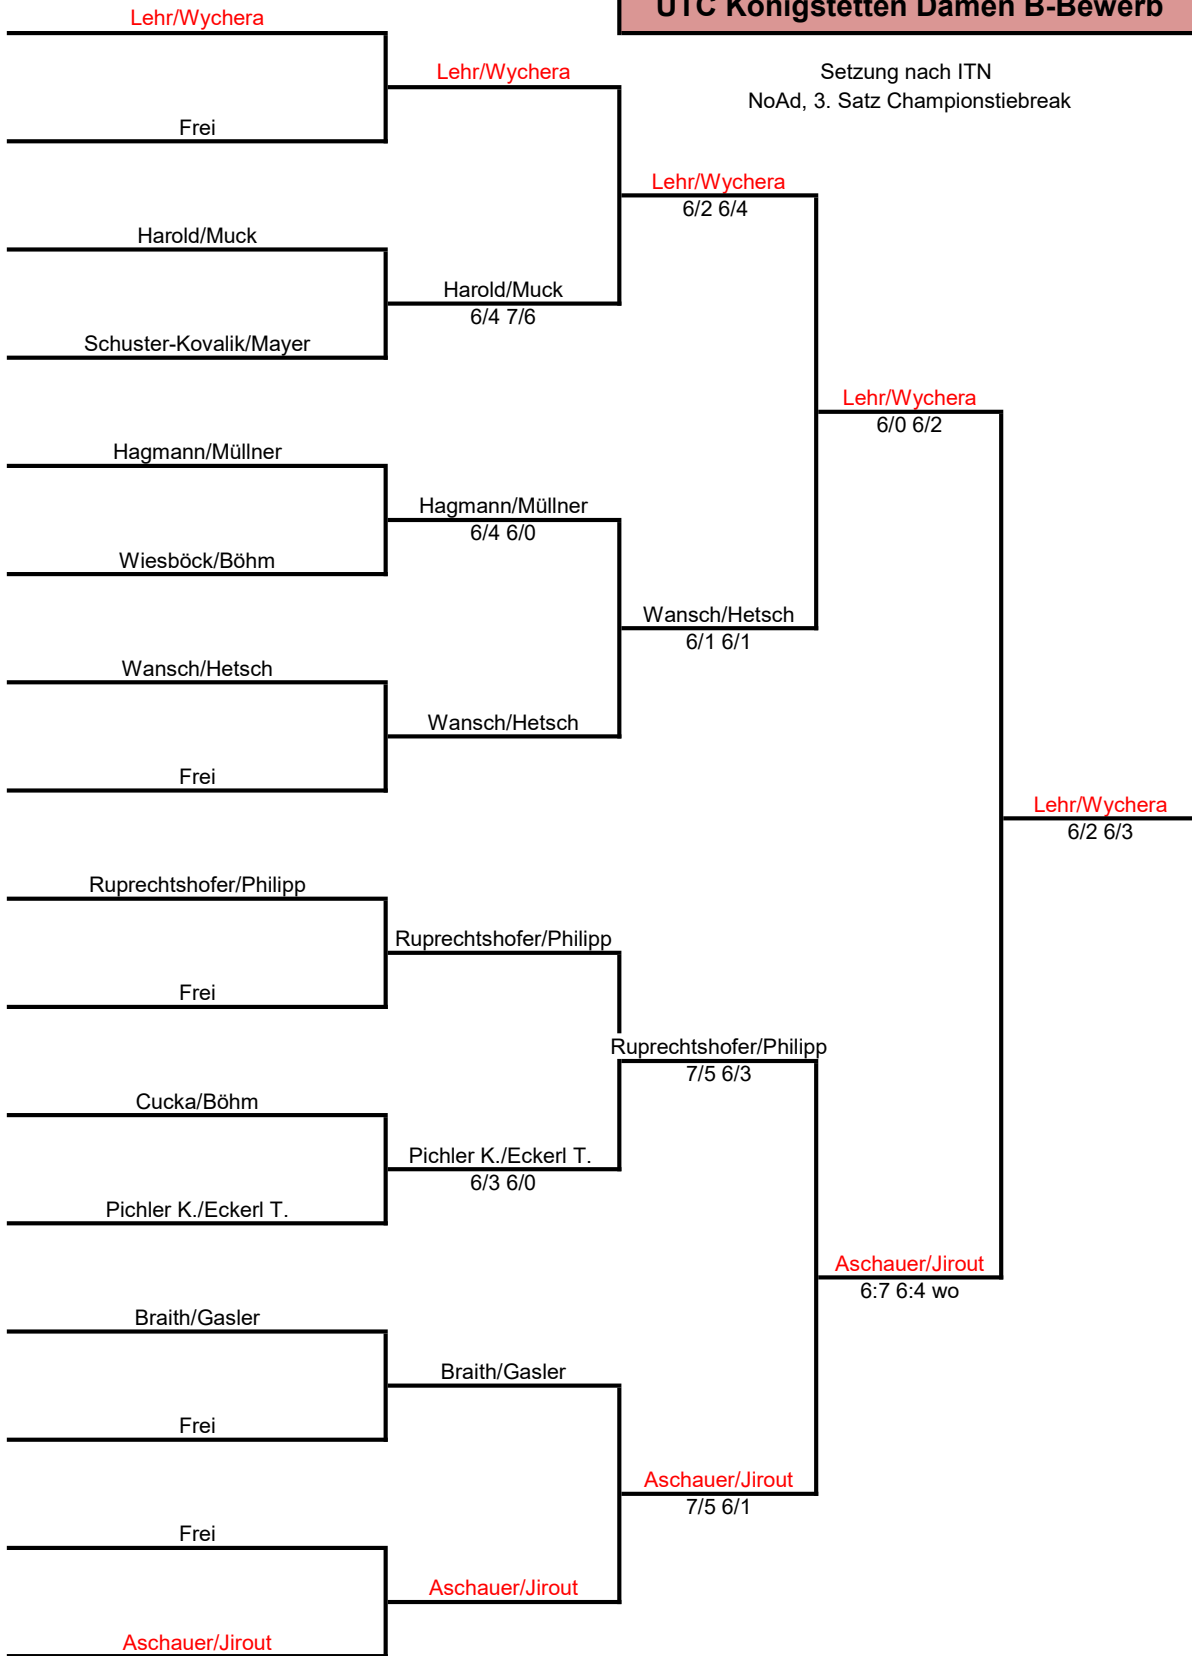 UTC Königstetten Damen B-Bewerb
Lehr/Wychera
Lehr/Wychera
Setzung nach ITN
NoAd, 3. Satz Championstiebreak
Frei
Lehr/Wychera
6/2 6/4
Harold/Muck
Harold/Muck
6/4 7/6
Schuster-Kovalik/Mayer
Lehr/Wychera
6/0 6/2
Hagmann/Müllner
Hagmann/Müllner
6/4 6/0
Wiesböck/Böhm
Wansch/Hetsch
6/1 6/1
Wansch/Hetsch
Wansch/Hetsch
Frei
Lehr/Wychera
6/2 6/3
Ruprechtshofer/Philipp
Ruprechtshofer/Philipp
Frei
Ruprechtshofer/Philipp
7/5 6/3
Cucka/Böhm
Pichler K./Eckerl T.
6/3 6/0
Pichler K./Eckerl T.
Aschauer/Jirout
6:7 6:4 wo
Braith/Gasler
Braith/Gasler
Frei
Aschauer/Jirout
7/5 6/1
Frei
Aschauer/Jirout
Aschauer/Jirout